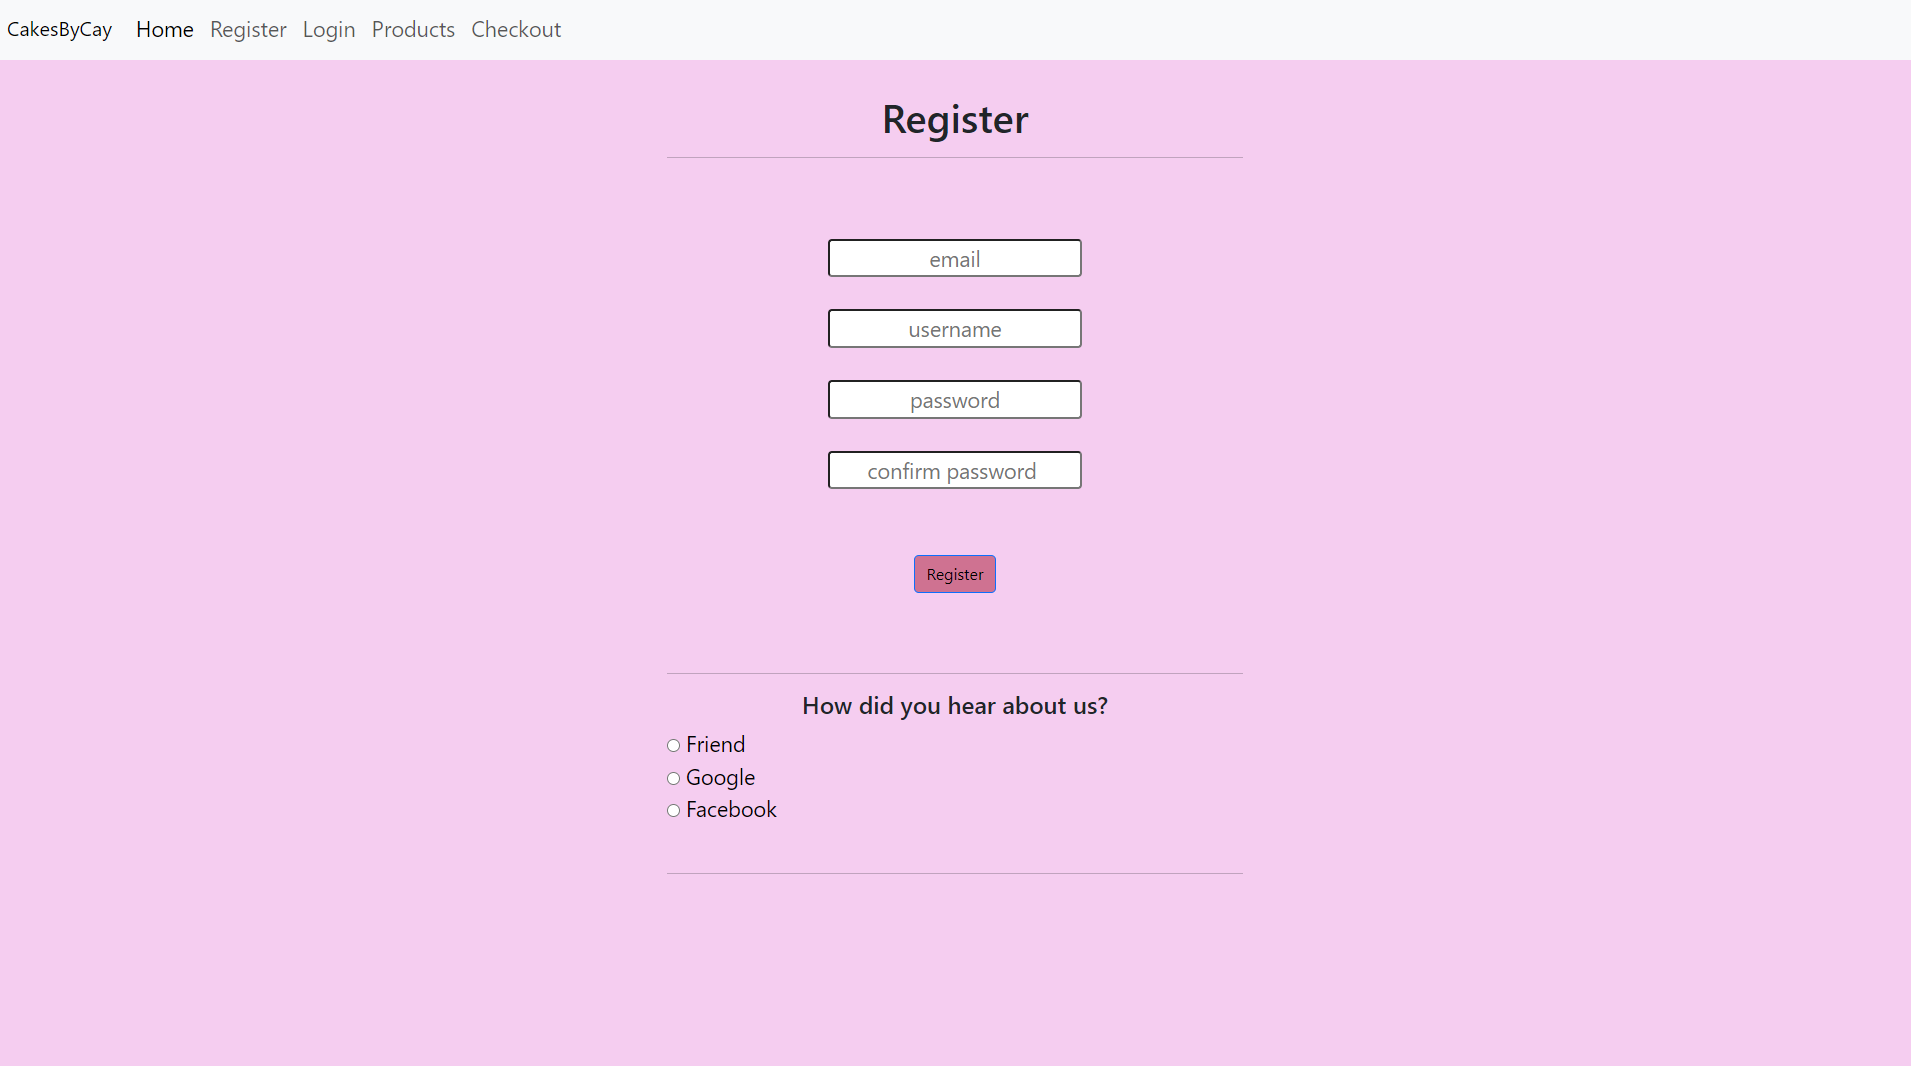 CakesByCay Home Register Login Products Checkout
Register
email
username
password
confirm password
Register
How did you hear about us?
Friend
Google
Facebook